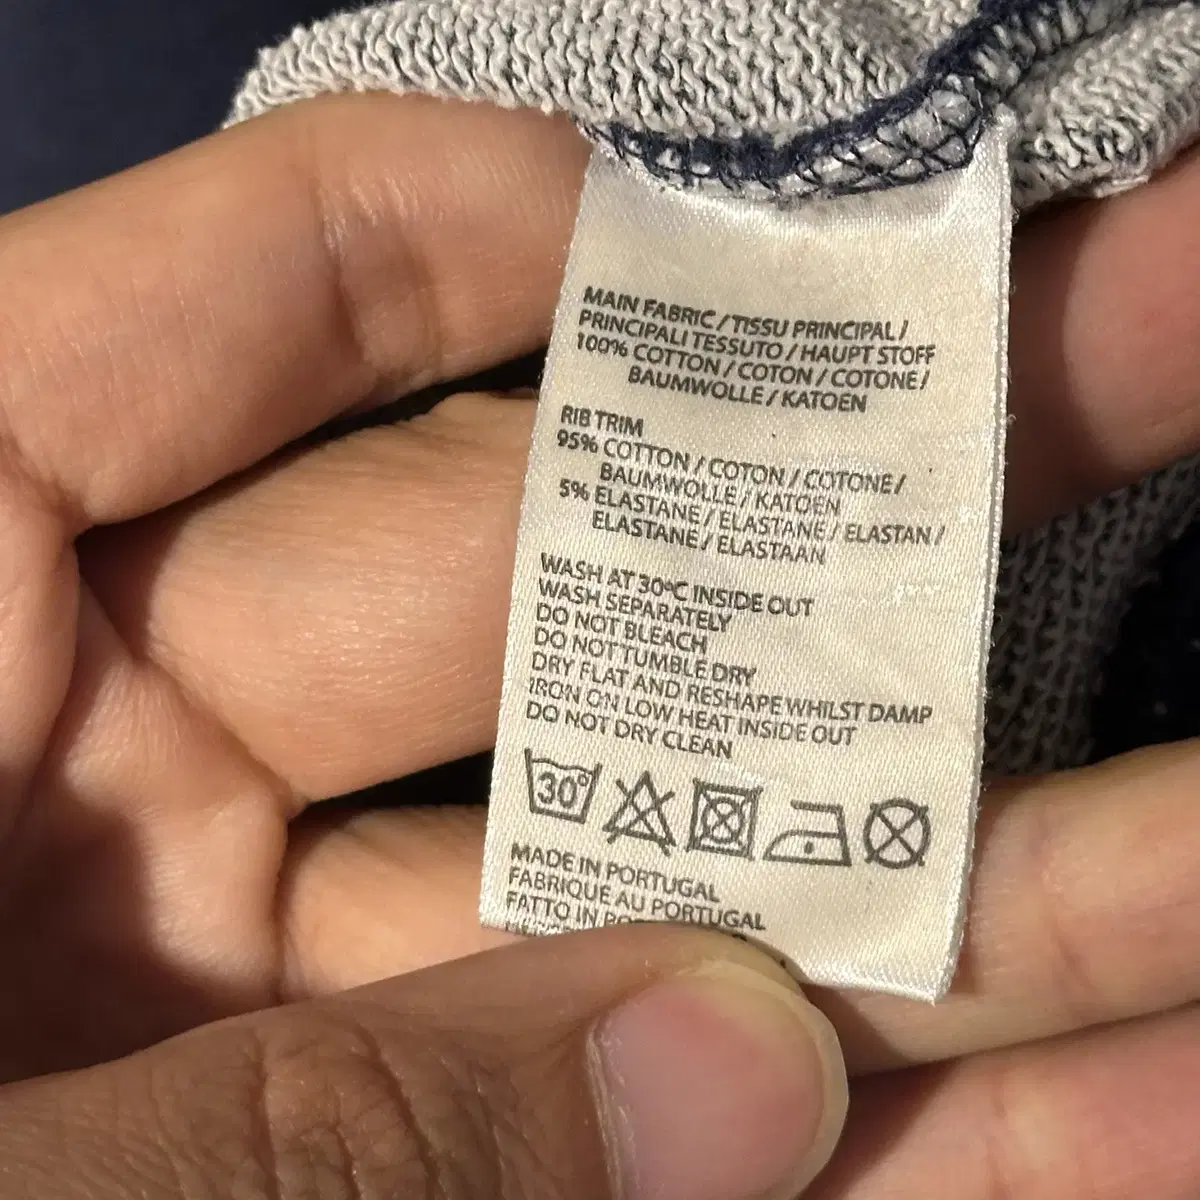 MAIN FABRIC / TISSU PRINCIPAL /
PRINCIPALI TESSUTO / HAUPT STOFF
100% COTTON / COTON / COTONE /
BAUMWOLLE / KATOEN
RIB TRIM
95% COTTON / COTON / COTONE /
BAUMWOLLE / KATOEN
5% ELASTANE / ELASTANE / ELASTAN /
ELASTANE / ELASTAAN
WASH AT 30ºC INSIDE OUT
WASH SEPARATELY
DO NOT BLEACH
DO NOT TUMBLE DRY
DRY FLAT AND RESHAPE WHILST DAMP
IRON ON LOW HEAT INSIDE OUT
DO NOT DRY CLEAN
30°
MADE IN PORTUGAL
FABRIQUE AU PORTUGAL
FATTO IN